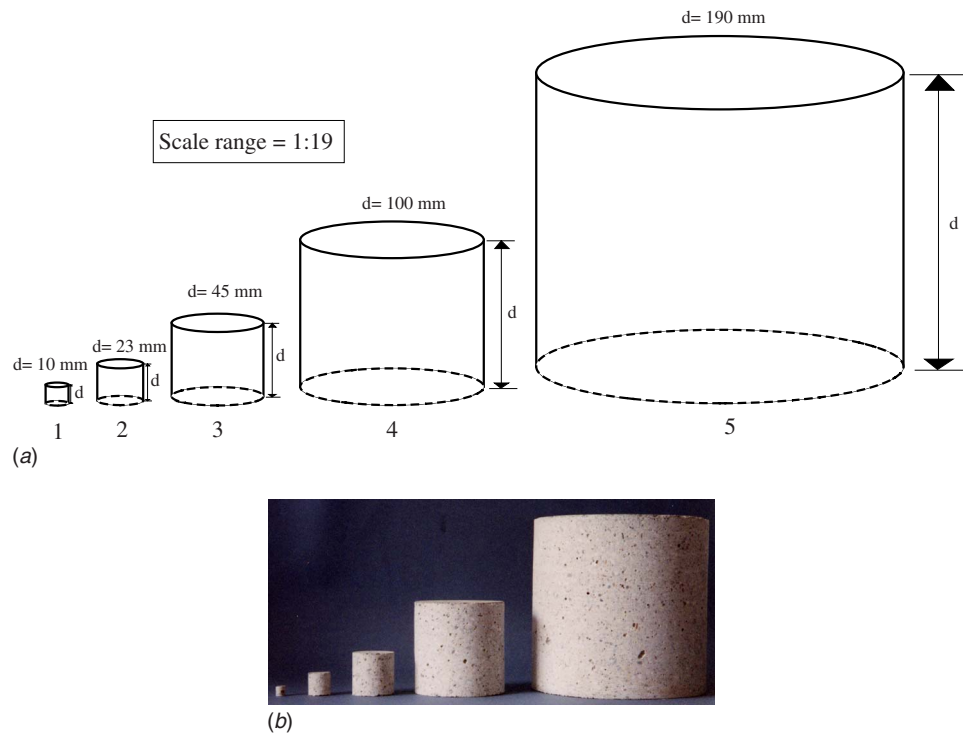 d= 190 mm
Scale range = 1:19
d
d= 100 mm
d
d= 45 mm
d
d= 23 mm
d
d= 10 mm
d
1
2
3
4
5
(a)
(b)